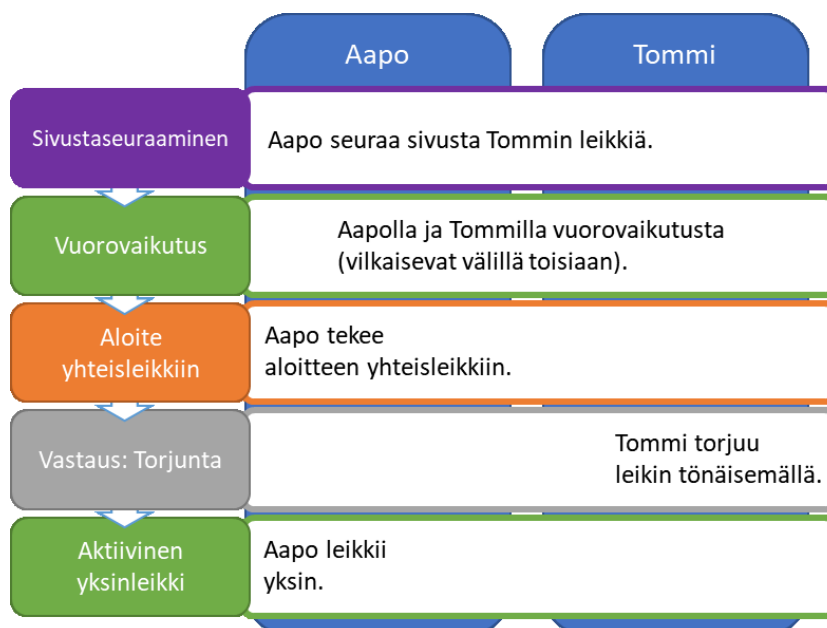 Aapo
Tommi
Sivustaseuraaminen
Aapo seuraa sivusta Tommin leikkiä.
Vuorovaikutus
Aapolla ja Tommilla vuorovaikutusta
(vilkaisevat välillä toisiaan).
Aloite
yhteisleikkiin
Aapo tekee
aloitteen yhteisleikkiin.
Vastaus: Torjunta
Tommi torjuu
leikin tönäisemällä.
Aktiivinen
yksinleikki
Aapo leikkii
yksin.